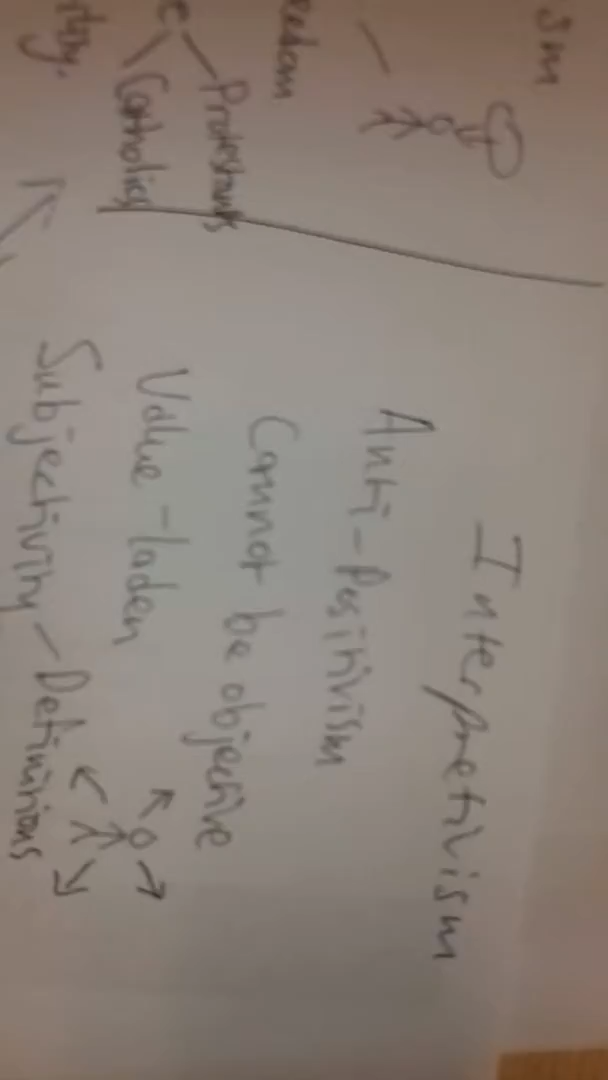 Protestants
Catholics
Interpretivism
Anti-Positivism
Cannot be objective
Value-laden
Subjectivity - Definitions